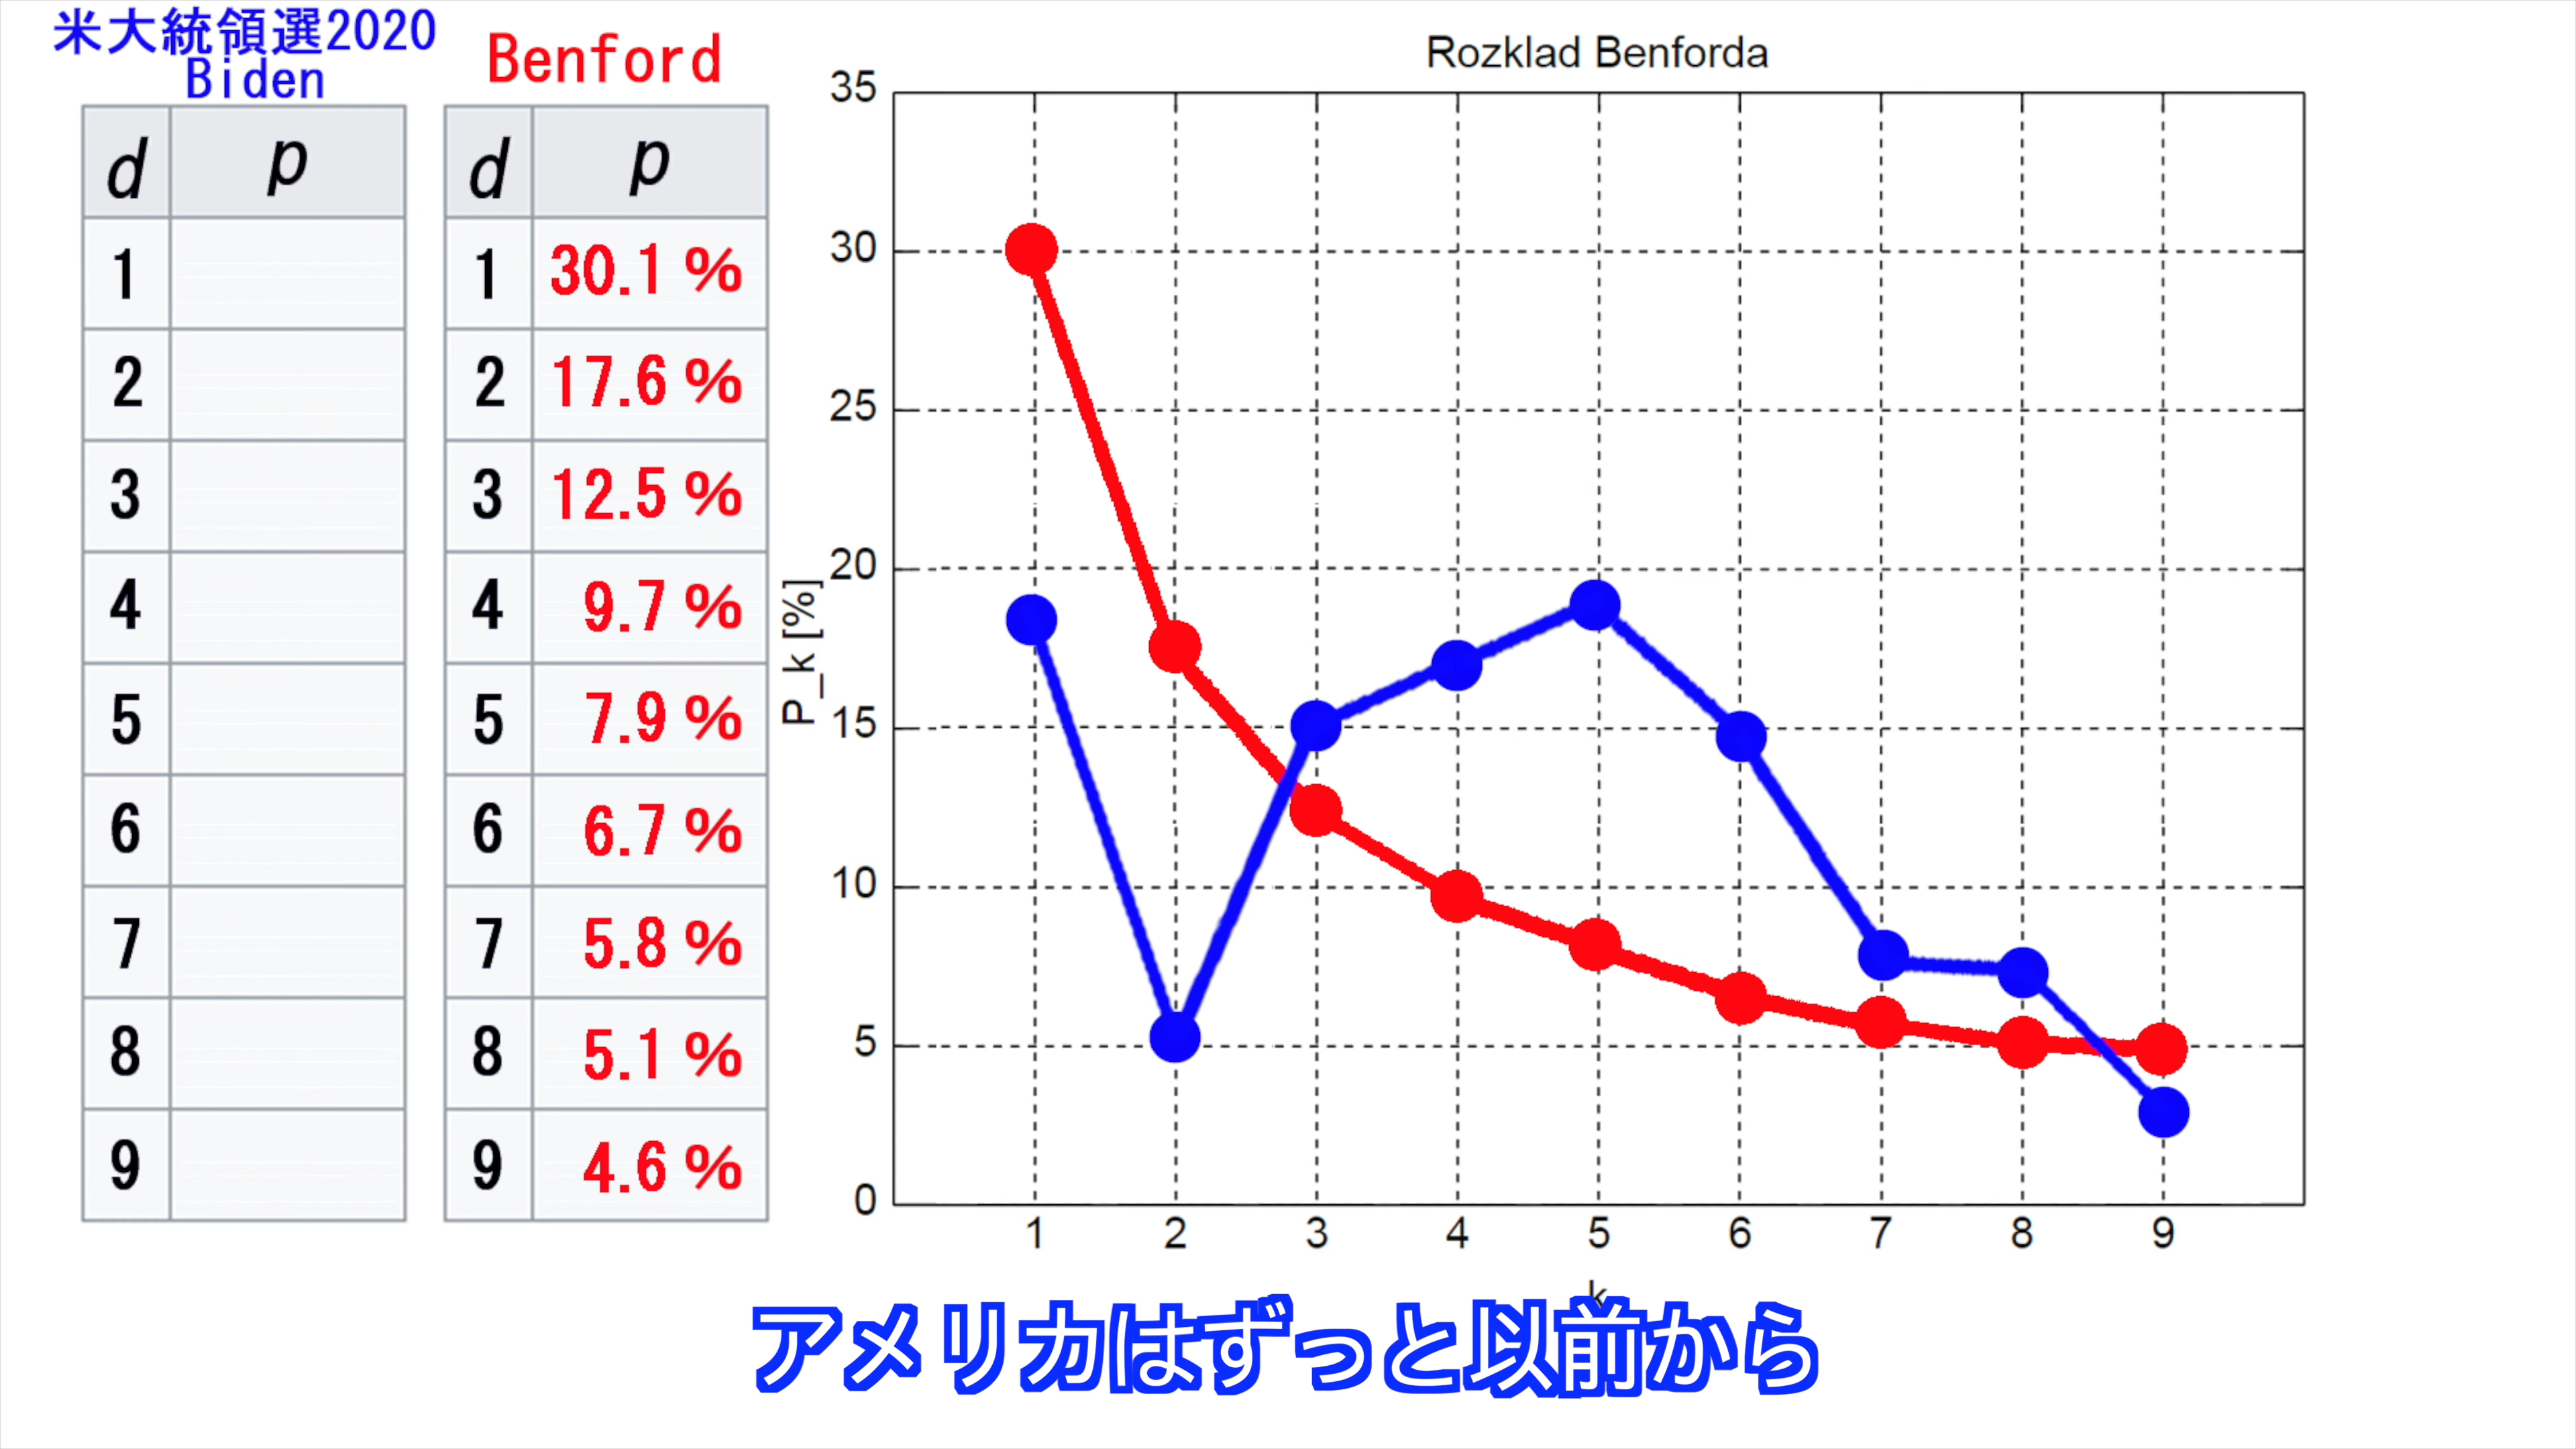 米大統領選2020
Biden
d p
1
2
3
4
5
6
7
8
9
Benford
d p
1 30.1 %
2 17.6 %
3 12.5 %
4 9.7 %
5 7.9 %
6 6.7 %
7 5.8 %
8 5.1 %
9 4.6 %
Rozklad Benforda
P_k [%]
35
30
25
20
15
10
5
0
1 2 3 4 5 6 7 8 9
k
アメリカはずっと以前から